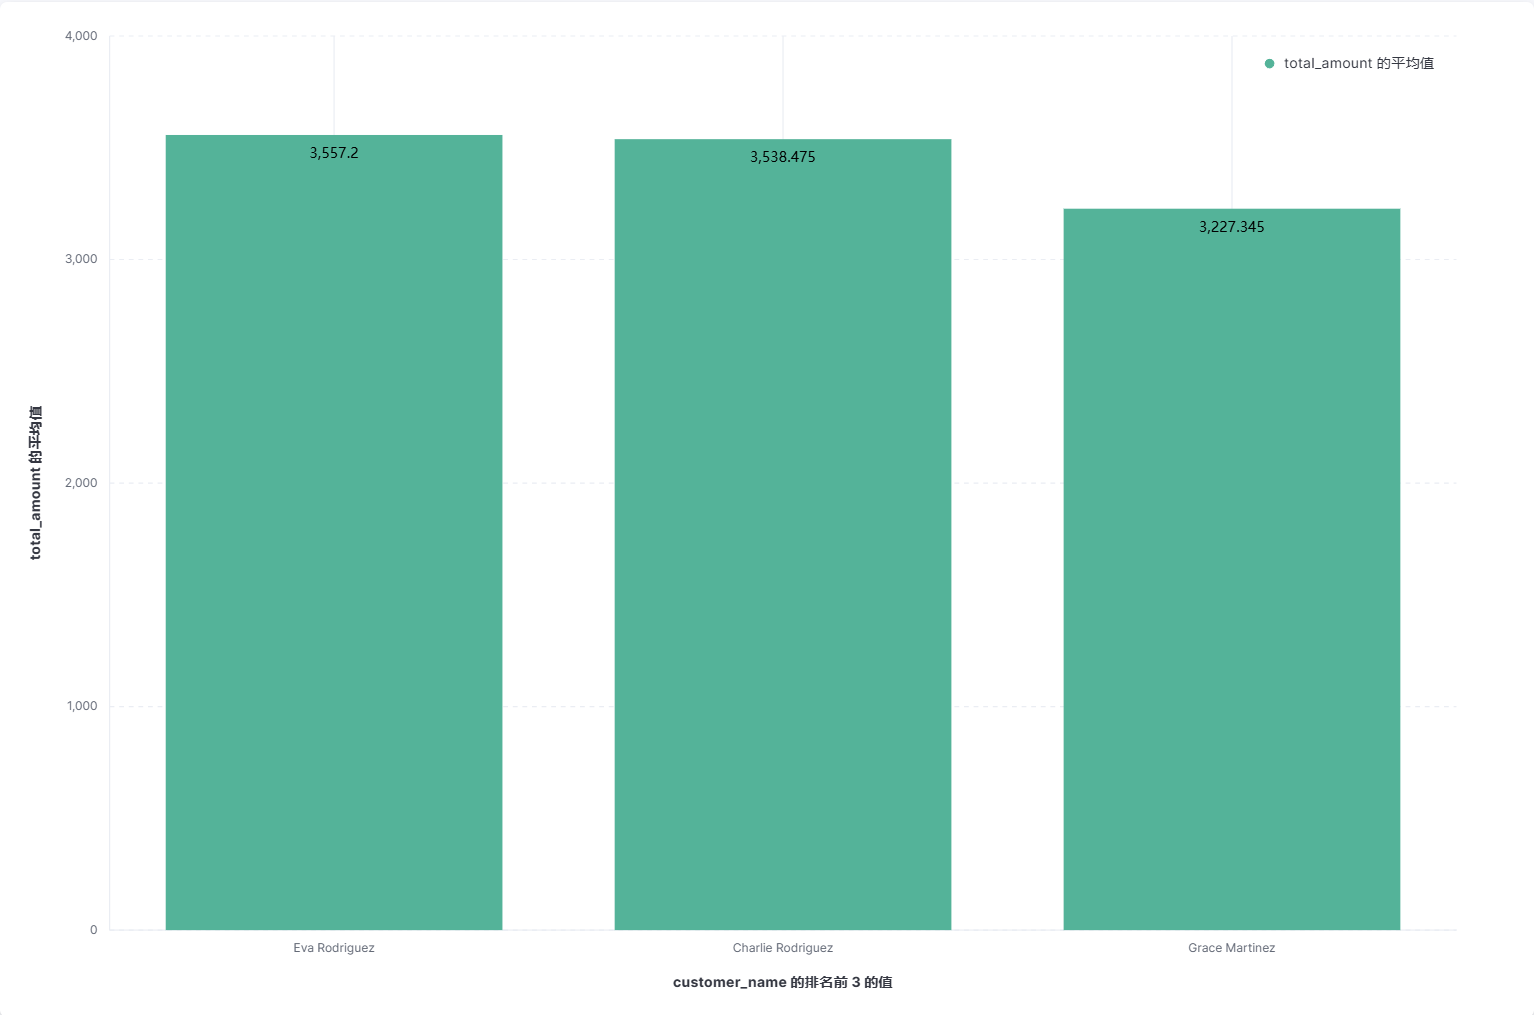 4,000
3,000
2,000
1,000
0
total_amount 的平均值
total_amount 的平均值
3,557.2
3,538.475
3,227.345
Eva Rodriguez
Charlie Rodriguez
Grace Martinez
customer_name 的排名前 3 的值